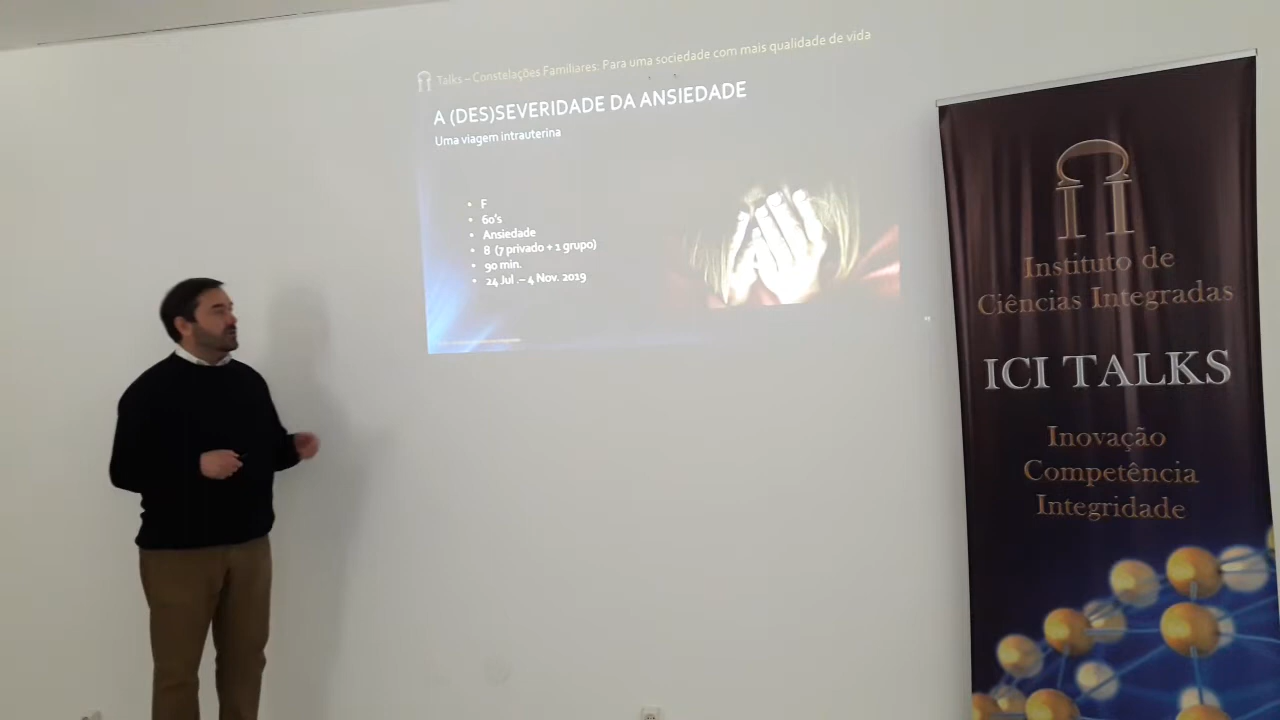 Talks – Constelações Familiares: Para uma sociedade com mais qualidade de vida
A (DES)SEVERIDADE DA ANSIEDADE
Uma viagem intrauterina
• F
• 60's
• Ansiedade
• 8 (7 privado + 1 grupo)
• 90 min.
• 24 Jul .– 4 Nov. 2019
Instituto de
Ciências Integradas
ICI TALKS
Inovação
Competência
Integridade